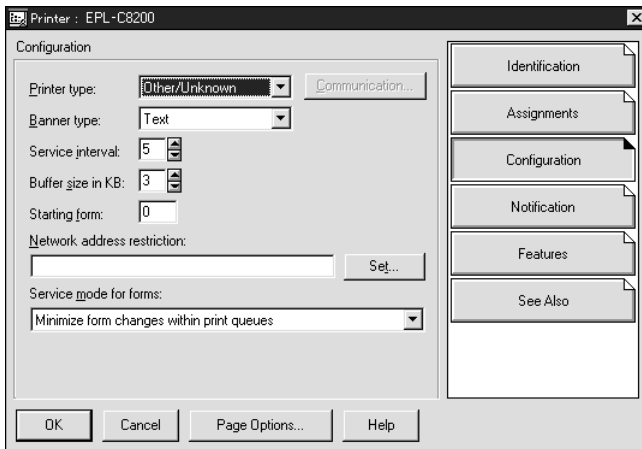 Printer : EPL-C8200
Configuration
Printer type: Other/Unknown Communication...
Banner type: Text
Service interval: 5
Buffer size in KB: 3
Starting form: 0
Network address restriction:
Set...
Service mode for forms:
Minimize form changes within print queues
Identification
Assignments
Configuration
Notification
Features
See Also
OK Cancel Page Options... Help